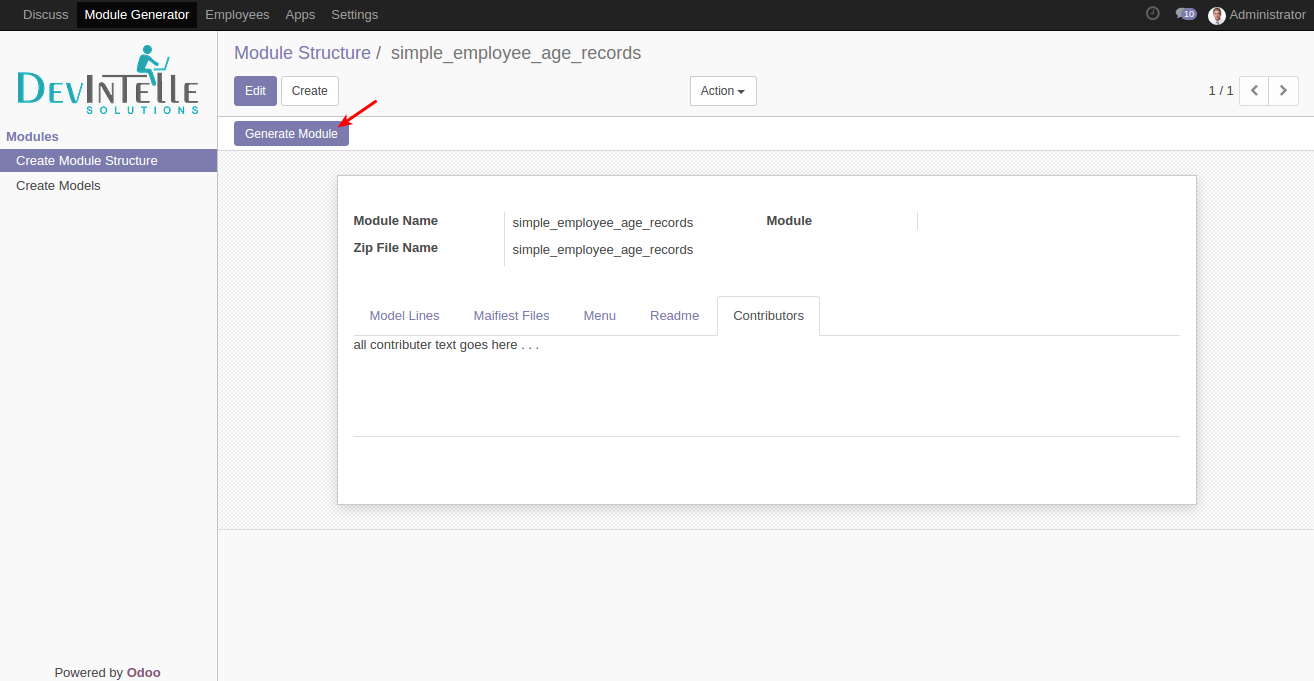 Discuss Module Generator Employees Apps Settings 10 Administrator
DEVINTELLE
SOLUTIONS
Modules
Create Module Structure
Create Models
Powered by Odoo
Module Structure / simple_employee_age_records
Edit Create Action 1 / 1
Generate Module
Module Name simple_employee_age_records Module
Zip File Name simple_employee_age_records
Model Lines Maifiest Files Menu Readme Contributors
all contributer text goes here . . .